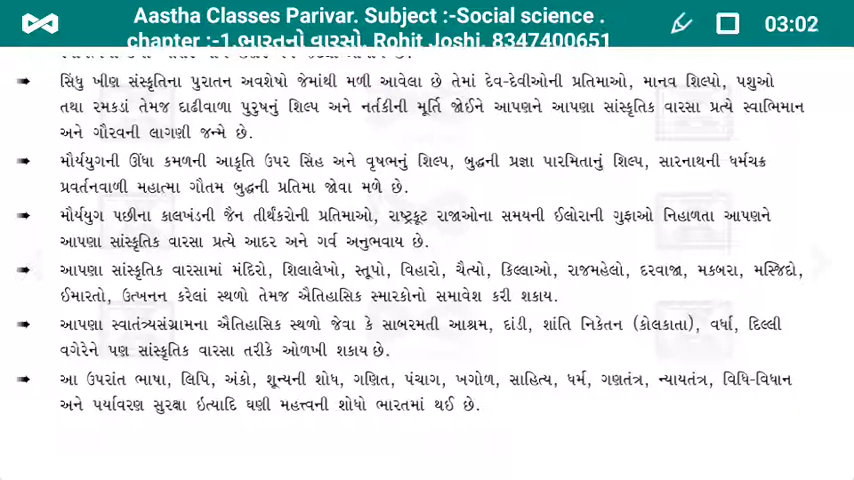 Aastha Classes Parivar. Subject :-Social science .
chapter :-1.ભારતનો વારસો. Rohit Joshi. 8347400651
03:02
➡ સિંધુ ખીણ સંસ્કૃતિના પુરાતન અવશેષો જેમાંથી મળી આવેલા છે તેમાં દેવ-દેવીઓની પ્રતિમાઓ, માનવ શિલ્પો, પશુઓ
તથા રમકડાં તેમજ દાઢીવાળા પુરુષનું શિલ્પ અને નર્તકીની મૂર્તિ જોઈને આપણને આપણા સાંસ્કૃતિક વારસા પ્રત્યે સ્વાભિમાન
અને ગૌરવની લાગણી જન્મે છે.
➡ મૌર્યયુગની ઊંધા કમળની આકૃતિ ઉપર સિંહ અને વૃષભનું શિલ્પ, બુદ્ધની પ્રજ્ઞા પારમિતાનું શિલ્પ, સારનાથની ધર્મચક્ર
પ્રવર્તનવાળી મહાત્મા ગૌતમ બુદ્ધની પ્રતિમા જોવા મળે છે.
➡ મૌર્યયુગ પછીના કાલખંડની જૈન તીર્થંકરોની પ્રતિમાઓ, રાષ્ટ્રકૂટ રાજાઓના સમયની ઈલોરાની ગુફાઓ નિહાળતા આપણને
આપણા સાંસ્કૃતિક વારસા પ્રત્યે આદર અને ગર્વ અનુભવાય છે.
➡ આપણા સાંસ્કૃતિક વારસામાં મંદિરો, શિલાલેખો, સ્તૂપો, વિહારો, ચૈત્યો, કિલ્લાઓ, રાજમહેલો, દરવાજા, મકબરા, મસ્જિદો,
ઈમારતો, ઉત્ખનન કરેલાં સ્થળો તેમજ ઐતિહાસિક સ્મારકોનો સમાવેશ કરી શકાય.
➡ આપણા સ્વાતંત્ર્યસંગ્રામના ઐતિહાસિક સ્થળો જેવા કે સાબરમતી આશ્રમ, દાંડી, શાંતિ નિકેતન (કોલકાતા), વર્ધા, દિલ્લી
વગેરેને પણ સાંસ્કૃતિક વારસા તરીકે ઓળખી શકાય છે.
➡ આ ઉપરાંત ભાષા, લિપિ, અંકો, શૂન્યની શોધ, ગણિત, પંચાગ, ખગોળ, સાહિત્ય, ધર્મ, ગણતંત્ર, ન્યાયતંત્ર, વિધિ-વિધાન
અને પર્યાવરણ સુરક્ષા ઇત્યાદિ ઘણી મહત્ત્વની શોધો ભારતમાં થઈ છે.